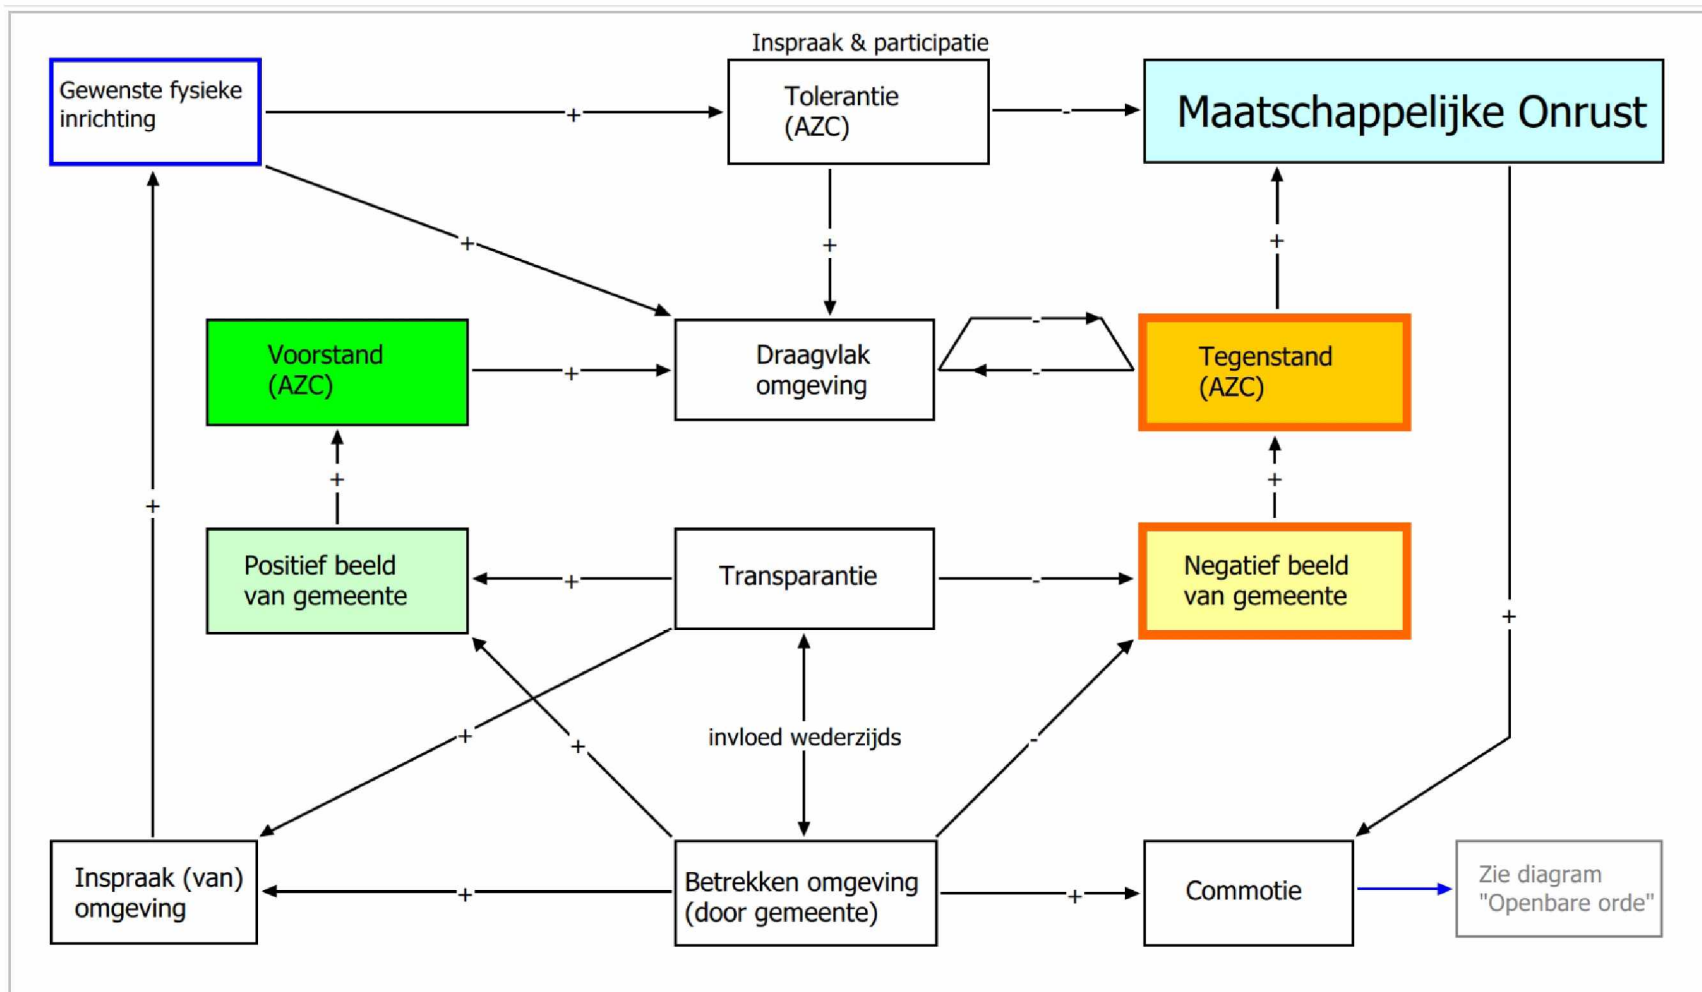 Inspraak & participatie
Gewenste fysieke
inrichting
+
Tolerantie
(AZC)
-
Maatschappelijke Onrust
+
+
+
Voorstand
(AZC)
+
Draagvlak
omgeving
-
-
Tegenstand
(AZC)
+
+
+
Positief beeld
van gemeente
+
Transparantie
-
Negatief beeld
van gemeente
+
+
+
invloed wederzijds
-
Inspraak (van)
omgeving
+
Betrekken omgeving
(door gemeente)
+
Commotie
Zie diagram
"Openbare orde"